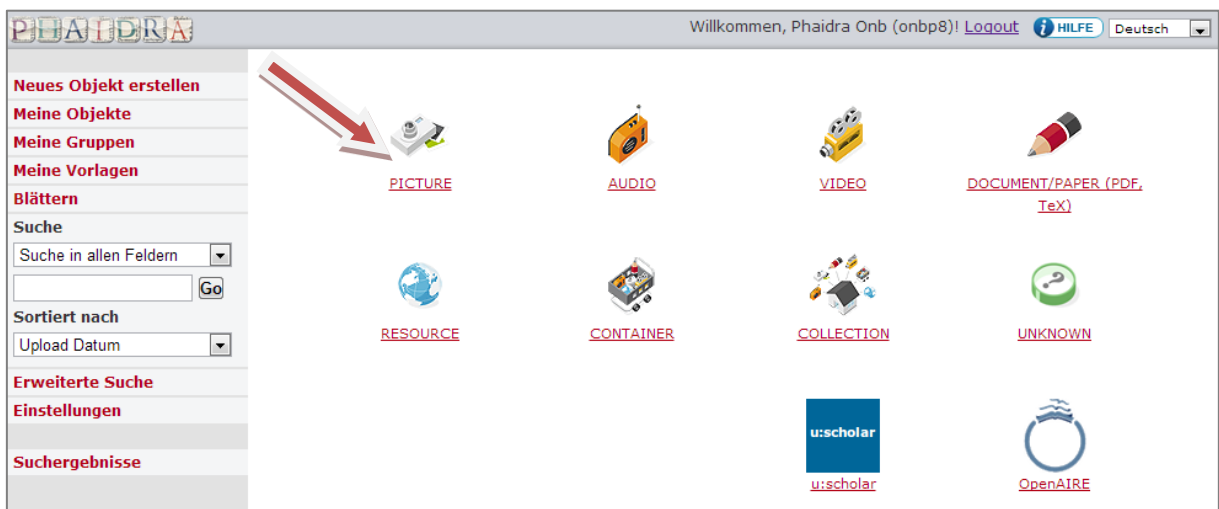 PHAIDRA
Willkommen, Phaidra Onb (onbp8)! Logout i HILFE Deutsch
Neues Objekt erstellen
Meine Objekte
Meine Gruppen
Meine Vorlagen
Blättern
Suche
Suche in allen Feldern
Go
Sortiert nach
Upload Datum
Erweiterte Suche
Einstellungen
Suchergebnisse
PICTURE
AUDIO
VIDEO
DOCUMENT/PAPER (PDF,
TeX)
RESOURCE
CONTAINER
COLLECTION
?
UNKNOWN
u:scholar
u:scholar
OpenAIRE